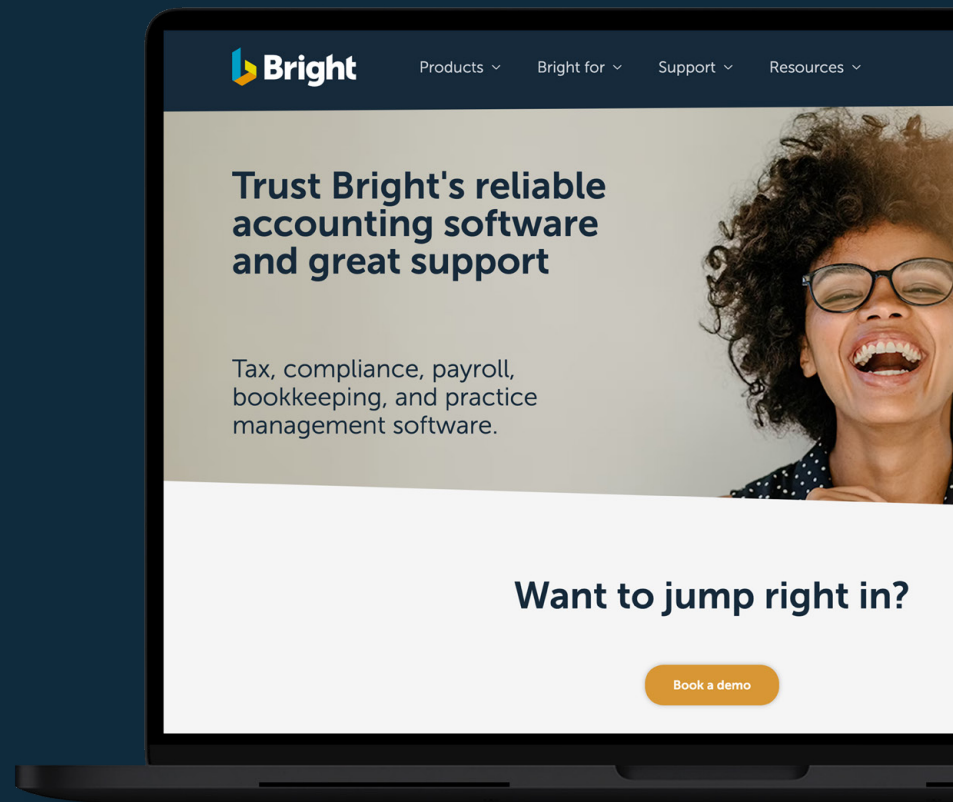 Bright
Products
Bright for
Support
Resources
Trust Bright's reliable
accounting software
and great support
Tax, compliance, payroll,
bookkeeping, and practice
management software.
Want to jump right in?
Book a demo